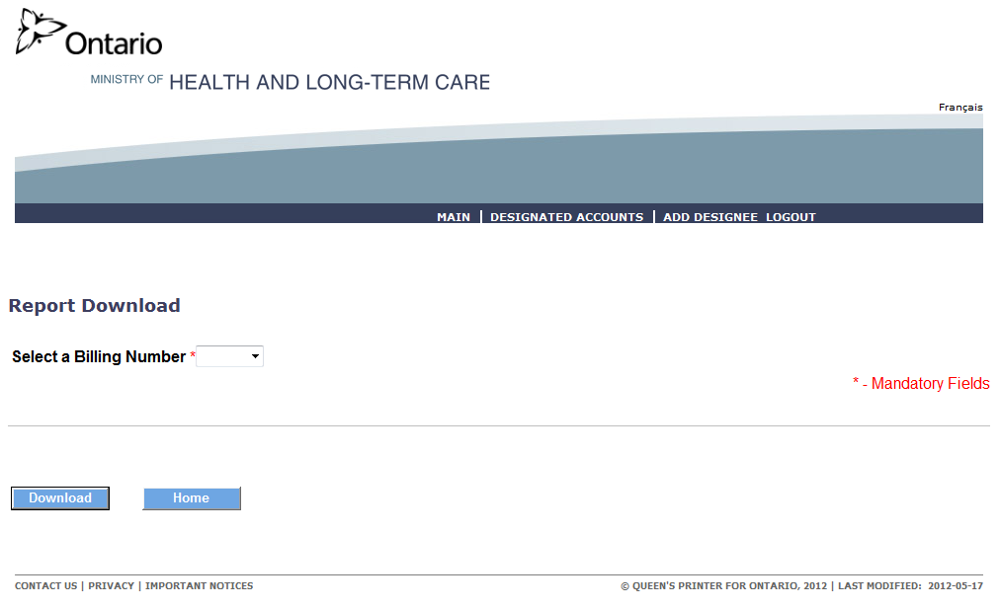 Ontario
MINISTRY OF HEALTH AND LONG-TERM CARE
Français
MAIN | DESIGNATED ACCOUNTS | ADD DESIGNEE LOGOUT
Report Download
Select a Billing Number *
* - Mandatory Fields
Download Home
CONTACT US | PRIVACY | IMPORTANT NOTICES © QUEEN'S PRINTER FOR ONTARIO, 2012 | LAST MODIFIED: 2012-05-17